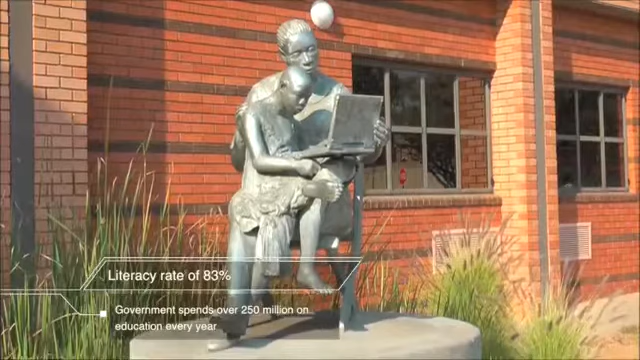 Literacy rate of 83%
Government spends over 250 million on
education every year